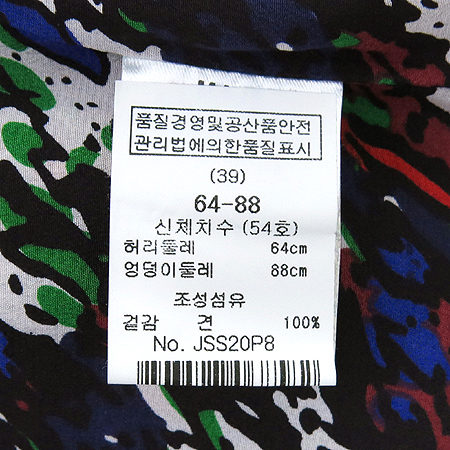 품질경영및공산품안전
관리법에의한품질표시
(39)
64-88
신체치수 (54호)
허리둘레 64cm
엉덩이둘레 88cm
조성섬유
겉감 견 100%
No. JSS20P8